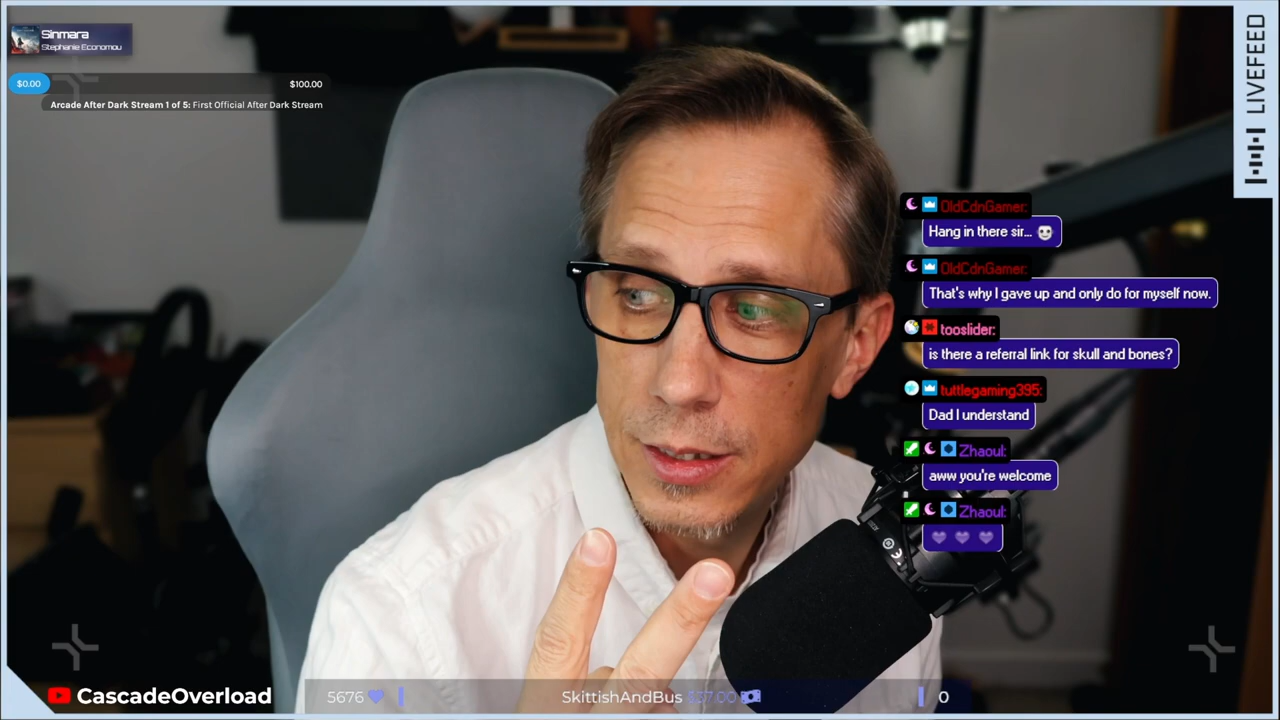 Sinmara
Stephanie Economou
$0.00
$100.00
Arcade After Dark Stream 1 of 5: First Official After Dark Stream
LIVEFEED
OldCdnGamer:
Hang in there sir...
OldCdnGamer:
That's why I gave up and only do for myself now.
tooslider:
is there a referral link for skull and bones?
tuttlegaming395:
Dad I understand
Zhaoul:
aww you're welcome
Zhaoul:
CascadeOverload
5676
SkittishAndBus $37.00
0